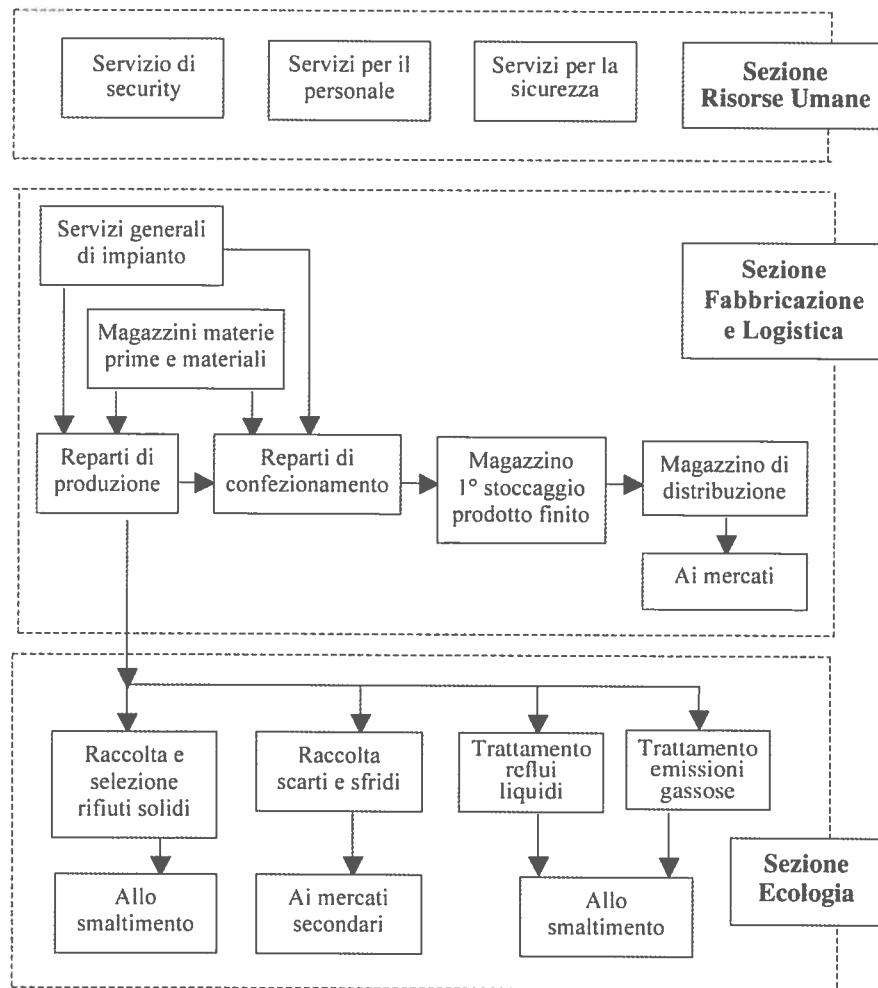 Servizio di
security
Servizi per il
personale
Servizi per la
sicurezza
Sezione
Risorse Umane
Servizi generali
di impianto
Sezione
Fabbricazione
e Logistica
Magazzini materie
prime e materiali
Reparti di
produzione
Reparti di
confezionamento
Magazzino
1° stoccaggio
prodotto finito
Magazzino di
distribuzione
Ai mercati
Raccolta e
selezione
rifiuti solidi
Raccolta
scarti e sfridi
Trattamento
reflui
liquidi
Trattamento
emissioni
gassose
Sezione
Ecologia
Allo
smaltimento
Ai mercati
secondari
Allo
smaltimento